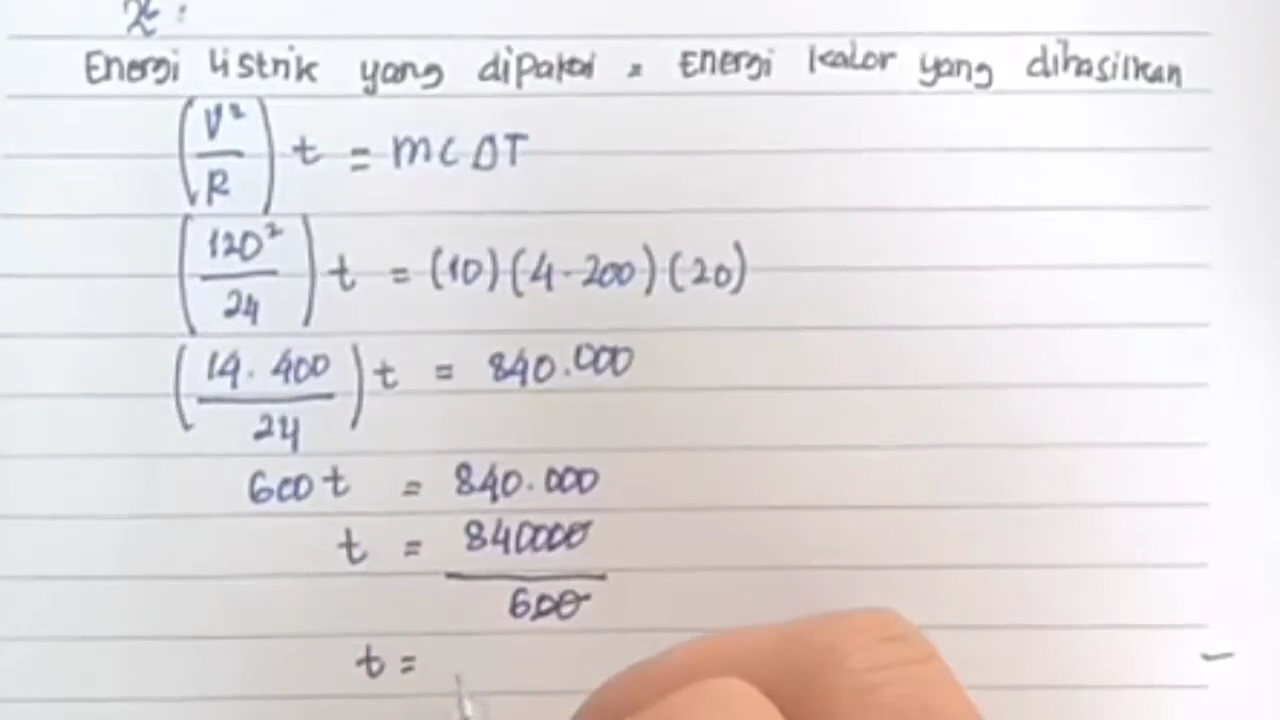 Energi listrik yang dipakai = Energi kalor yang dihasilkan
(V²/R) t = mcΔT
(120²/24) t = (10)(4.200)(20)
(14.400/24) t = 840.000
600 t = 840.000
t = 840000/600
t =